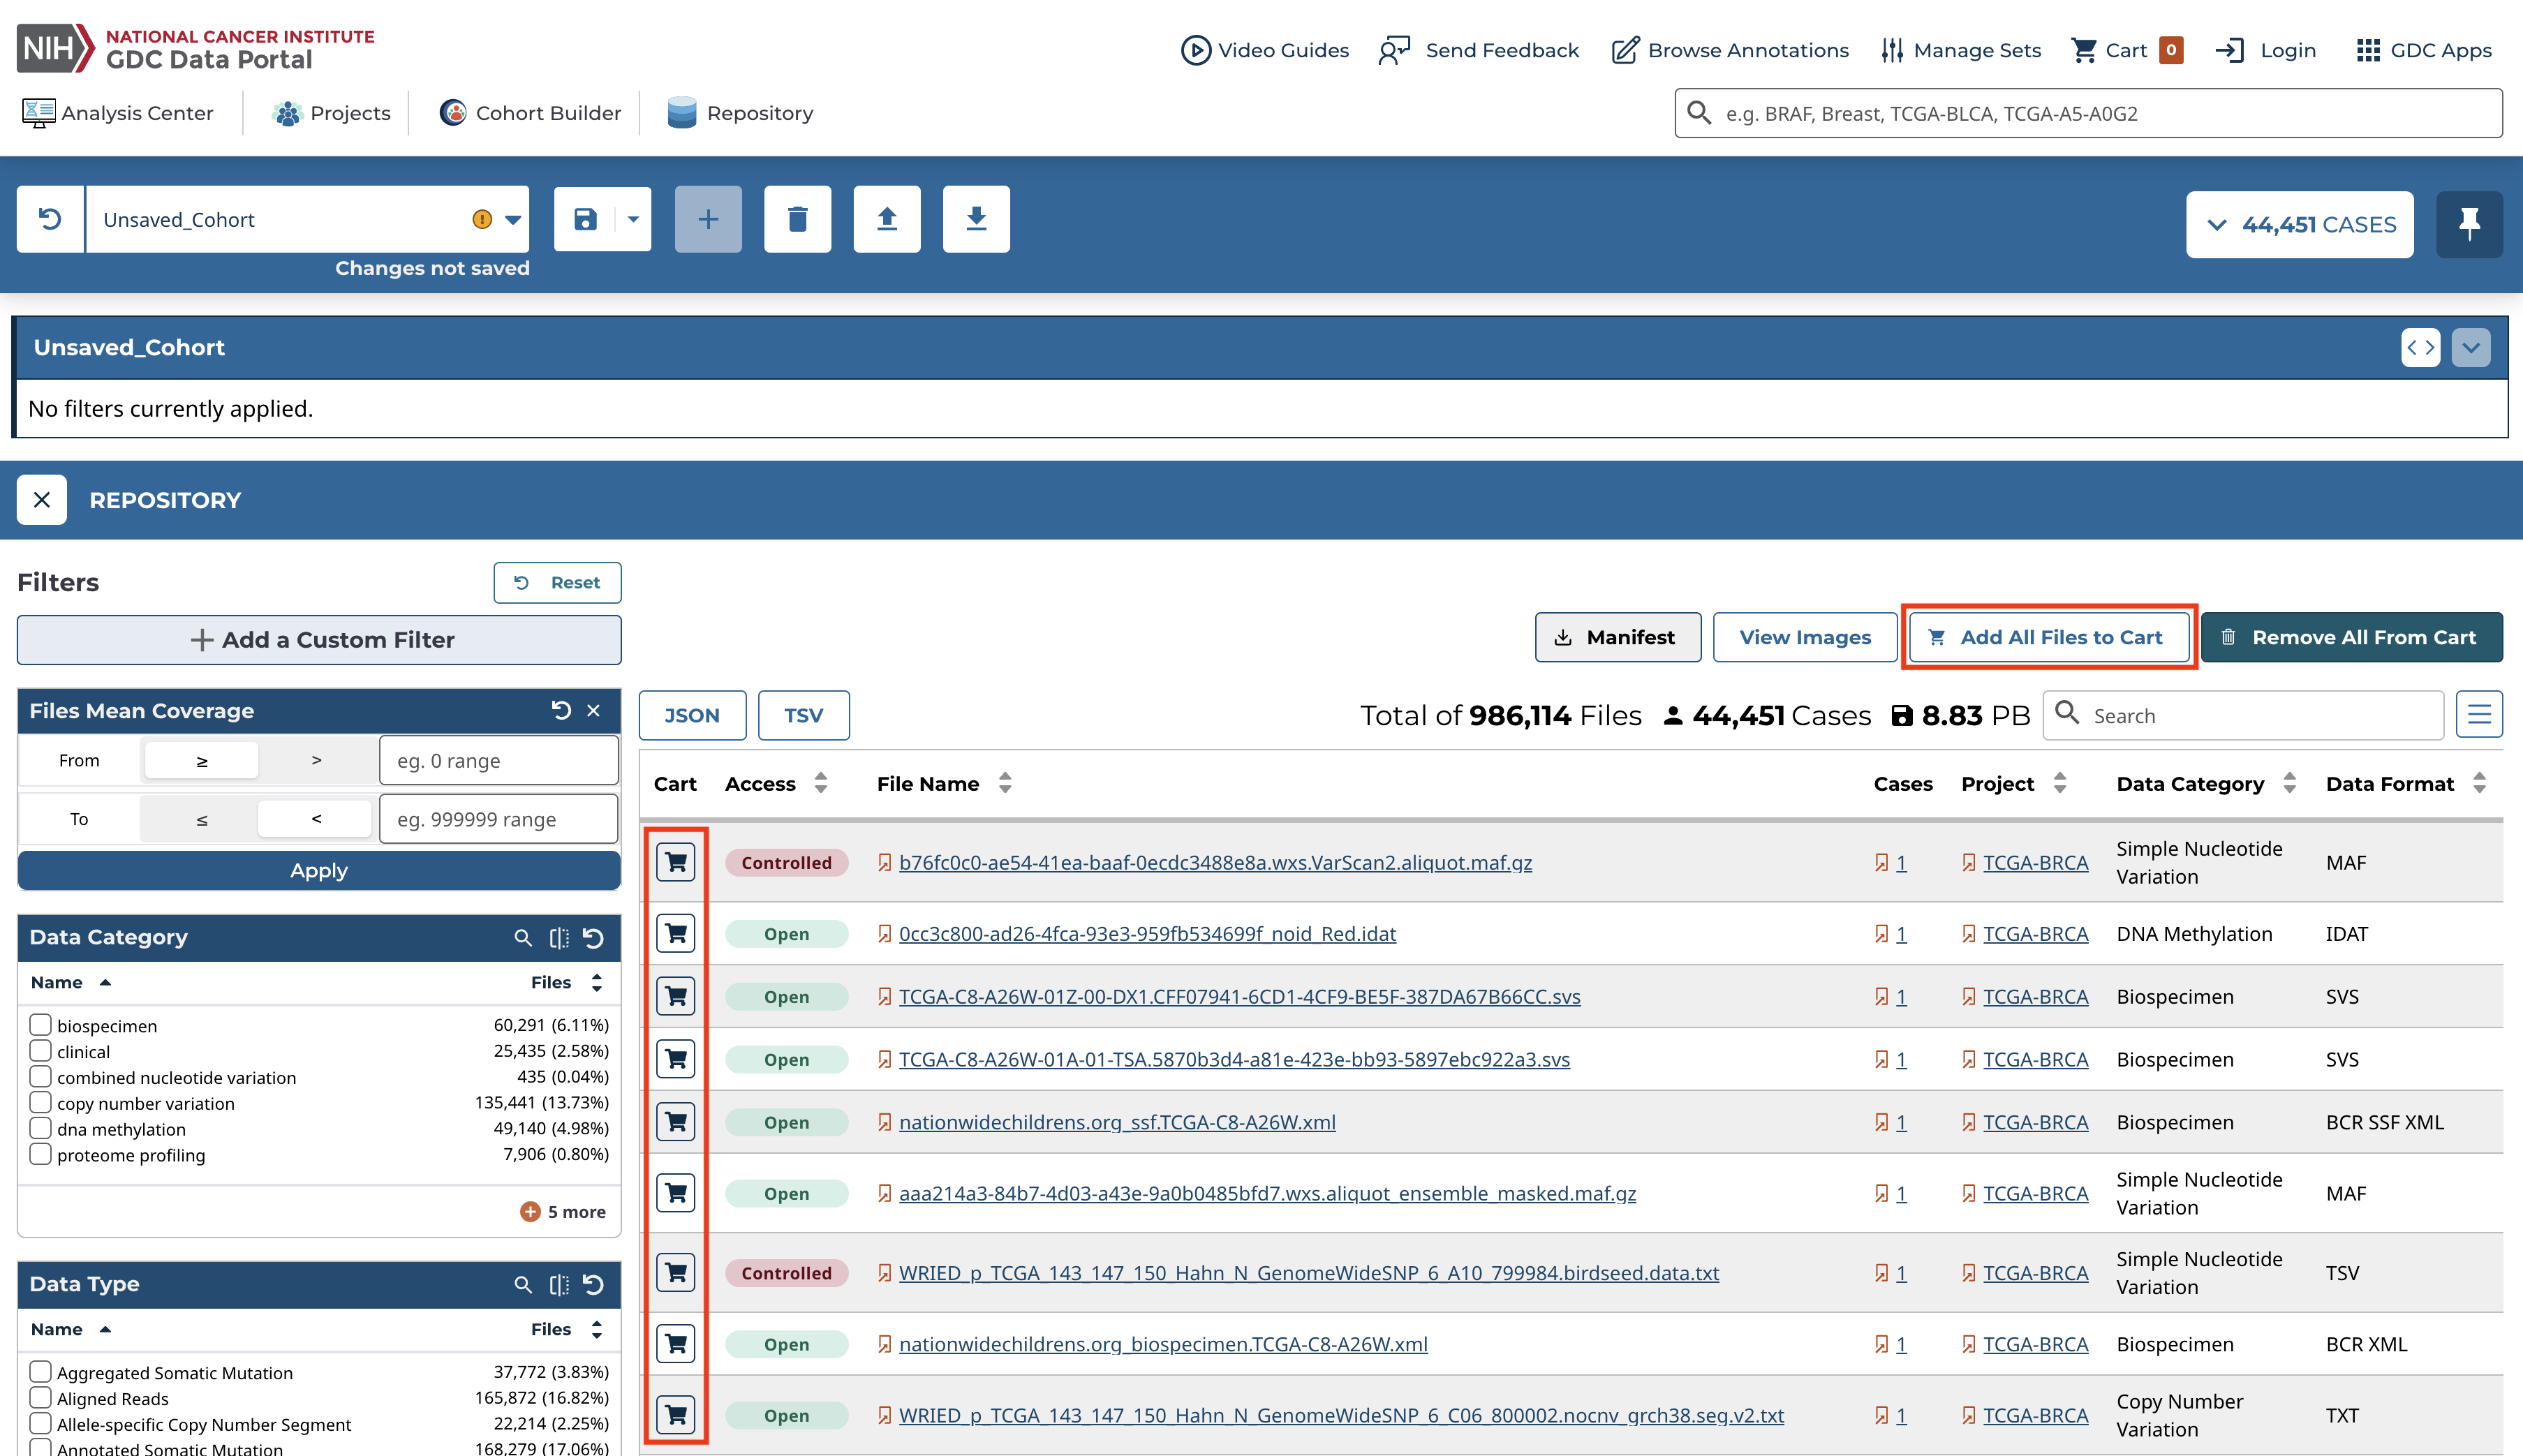 NIH NATIONAL CANCER INSTITUTE
GDC Data Portal
Video Guides Send Feedback Browse Annotations Manage Sets Cart 0 Login GDC Apps
Analysis Center Projects Cohort Builder Repository
e.g. BRAF, Breast, TCGA-BLCA, TCGA-A5-A0G2
Unsaved_Cohort
44,451 CASES
Changes not saved
Unsaved_Cohort
No filters currently applied.
REPOSITORY
Filters
Reset
Add a Custom Filter
Manifest View Images Add All Files to Cart Remove All From Cart
Files Mean Coverage
From ≥ > eg. 0 range
To ≤ < eg. 999999 range
Apply
Data Category
Name Files
biospecimen 60,291 (6.11%)
clinical 25,435 (2.58%)
combined nucleotide variation 435 (0.04%)
copy number variation 135,441 (13.73%)
dna methylation 49,140 (4.98%)
proteome profiling 7,906 (0.80%)
5 more
Data Type
Name Files
Aggregated Somatic Mutation 37,772 (3.83%)
Aligned Reads 165,872 (16.82%)
Allele-specific Copy Number Segment 22,214 (2.25%)
Annotated Somatic Mutation 168,279 (17.06%)
JSON TSV
Total of 986,114 Files 44,451 Cases 8.83 PB Search
Cart Access File Name Cases Project Data Category Data Format
Controlled b76fc0c0-ae54-41ea-baaf-0ecdc3488e8a.wxs.VarScan2.aliquot.maf.gz 1 TCGA-BRCA Simple Nucleotide Variation MAF
Open 0cc3c800-ad26-4fca-93e3-959fb534699f_noid_Red.idat 1 TCGA-BRCA DNA Methylation IDAT
Open TCGA-C8-A26W-01Z-00-DX1.CFF07941-6CD1-4CF9-BE5F-387DA67B66CC.svs 1 TCGA-BRCA Biospecimen SVS
Open TCGA-C8-A26W-01A-01-TSA.5870b3d4-a81e-423e-bb93-5897ebc922a3.svs 1 TCGA-BRCA Biospecimen SVS
Open nationwidechildrens.org_ssf.TCGA-C8-A26W.xml 1 TCGA-BRCA Biospecimen BCR SSF XML
Open aaa214a3-84b7-4d03-a43e-9a0b0485bfd7.wxs.aliquot_ensemble_masked.maf.gz 1 TCGA-BRCA Simple Nucleotide Variation MAF
Controlled WRIED_p_TCGA_143_147_150_Hahn_N_GenomeWideSNP_6_A10_799984.birdseed.data.txt 1 TCGA-BRCA Simple Nucleotide Variation TSV
Open nationwidechildrens.org_biospecimen.TCGA-C8-A26W.xml 1 TCGA-BRCA Biospecimen BCR XML
Open WRIED_p_TCGA_143_147_150_Hahn_N_GenomeWideSNP_6_C06_800002.nocnv_grch38.seg.v2.txt 1 TCGA-BRCA Copy Number Variation TXT